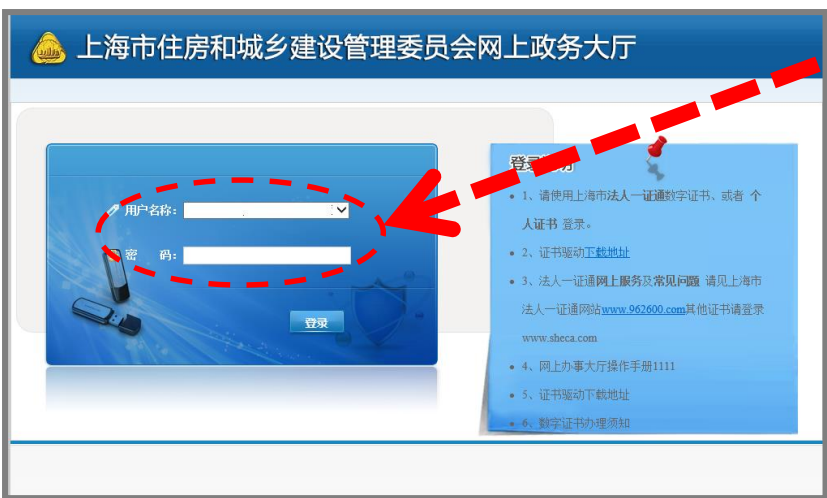 上海市住房和城乡建设管理委员会网上政务大厅
用户名称：
密 码：
登录
1、请使用上海市法人一证通数字证书、或者 个
人证书 登录。
2、证书驱动下载地址
3、法人一证通网上服务及常见问题 请见上海市
法人一证通网站www.962600.com其他证书请登录
www.sheca.com
4、网上办事大厅操作手册1111
5、证书驱动下载地址
6、数字证书办理须知